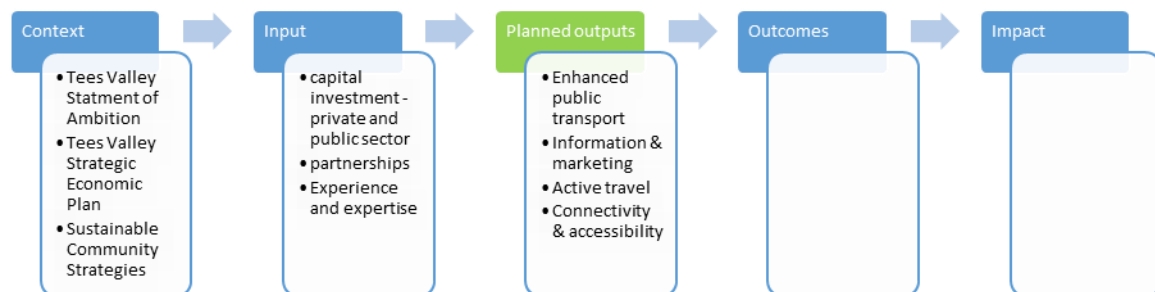 Context
• Tees Valley
Statment of
Ambition
• Tees Valley
Strategic
Economic
Plan
• Sustainable
Community
Strategies
Input
• capital
investment -
private and
public sector
• partnerships
• Experience
and expertise
Planned outputs
• Enhanced
public
transport
• Information &
marketing
• Active travel
• Connectivity
& accessibility
Outcomes
Impact